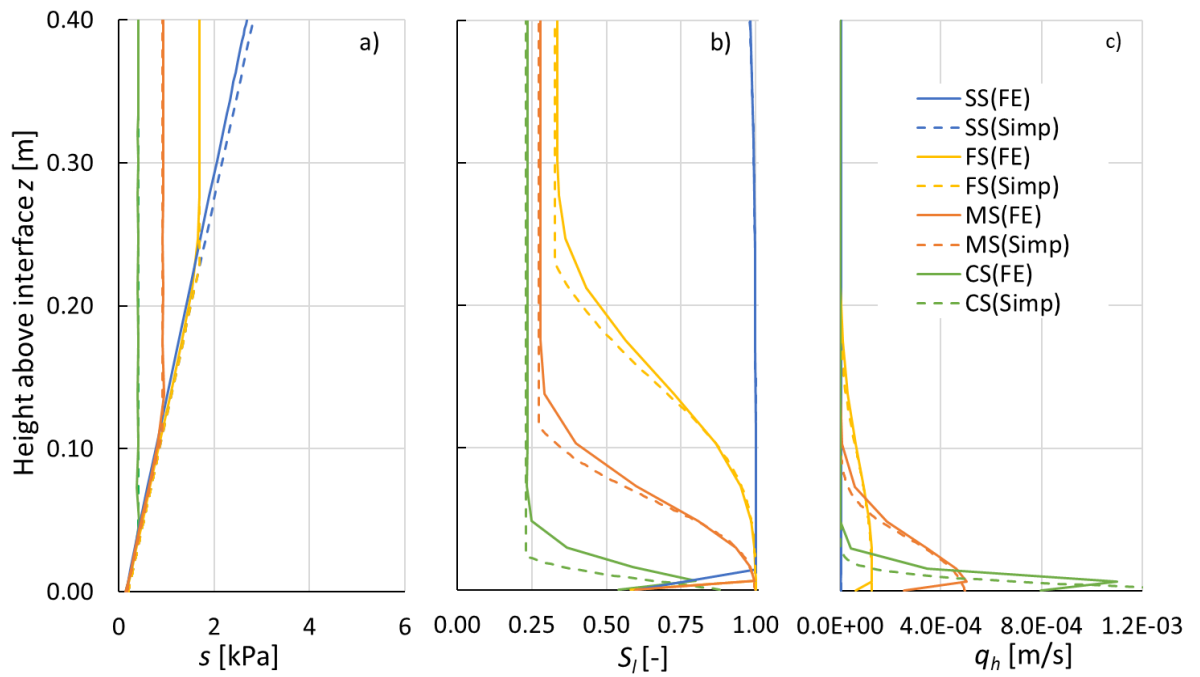 a)
b)
c)
Height above interface z [m]
0.40
0.30
0.20
0.10
0.00
SS(FE)
SS(Simp)
FS(FE)
FS(Simp)
MS(FE)
MS(Simp)
CS(FE)
CS(Simp)
0 2 4 6
s [kPa]
0.00 0.25 0.50 0.75 1.00
Sl [-]
0.0E+00 4.0E-04 8.0E-04 1.2E-03
qh [m/s]